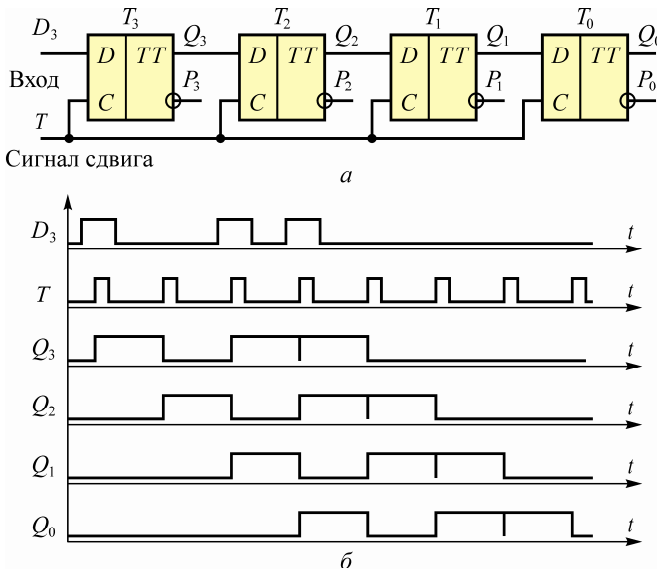 T₃ T₂ T₁ T₀
D₃ Q₃ Q₂ Q₁ Q₀
D TT D TT D TT D TT
Вход P₃ P₂ P₁ P₀
C C C C
T
Сигнал сдвига
а
D₃ t
T t
Q₃ t
Q₂ t
Q₁ t
Q₀ t
б